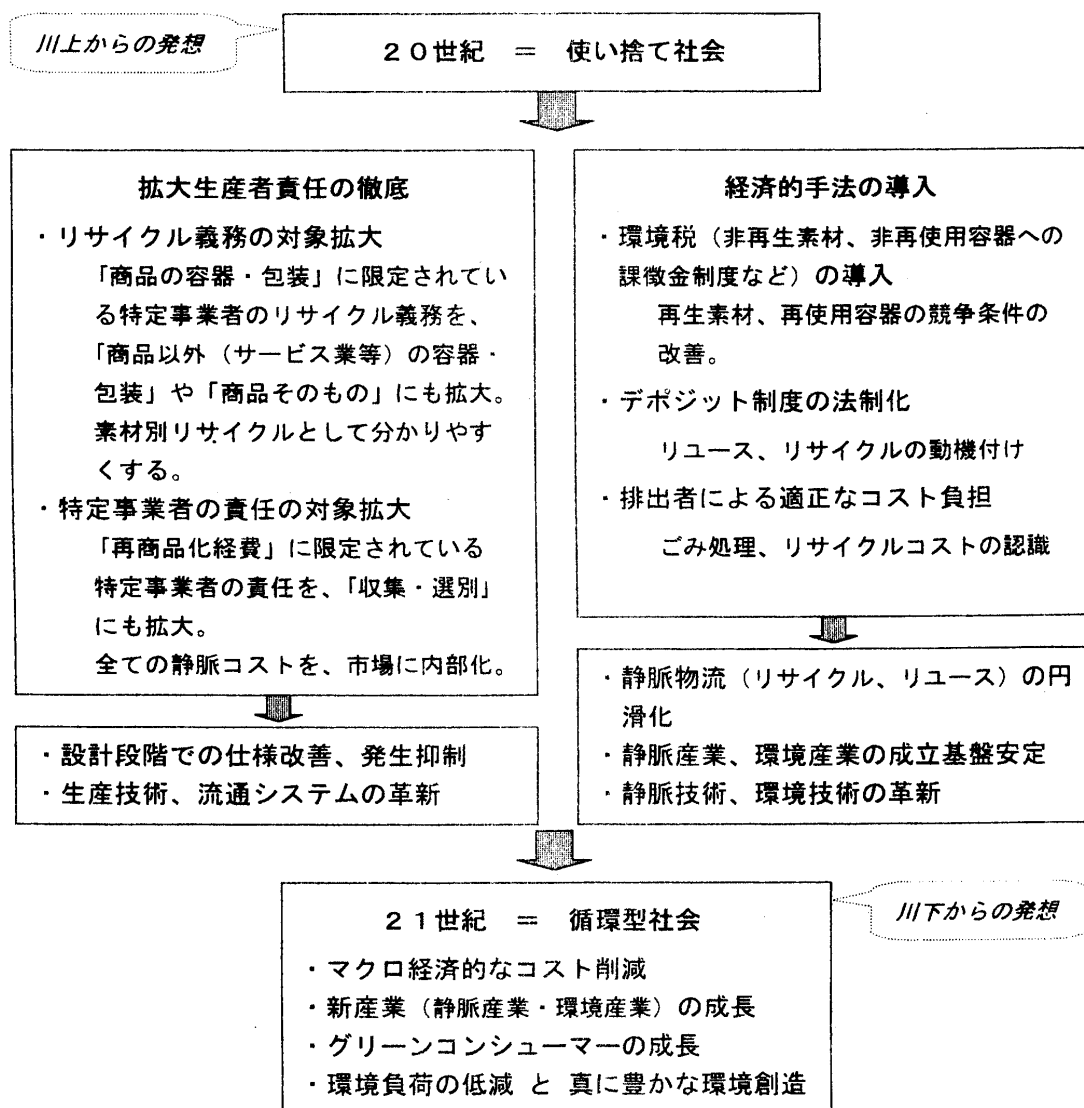 川上からの発想
20世紀 = 使い捨て社会
拡大生産者責任の徹底
・リサイクル義務の対象拡大
「商品の容器・包装」に限定されてい
る特定事業者のリサイクル義務を、
「商品以外（サービス業等）の容器・
包装」や「商品そのもの」にも拡大。
素材別リサイクルとして分かりやす
くする。
・特定事業者の責任の対象拡大
「再商品化経費」に限定されている
特定事業者の責任を、「収集・選別」
にも拡大。
全ての静脈コストを、市場に内部化。
経済的手法の導入
・環境税（非再生素材、非再使用容器への
課徴金制度など）の導入
再生素材、再使用容器の競争条件の
改善。
・デポジット制度の法制化
リユース、リサイクルの動機付け
・排出者による適正なコスト負担
ごみ処理、リサイクルコストの認識
・設計段階での仕様改善、発生抑制
・生産技術、流通システムの革新
・静脈物流（リサイクル、リユース）の円
滑化
・静脈産業、環境産業の成立基盤安定
・静脈技術、環境技術の革新
21世紀 = 循環型社会
・マクロ経済的なコスト削減
・新産業（静脈産業・環境産業）の成長
・グリーンコンシューマーの成長
・環境負荷の低減 と 真に豊かな環境創造
川下からの発想